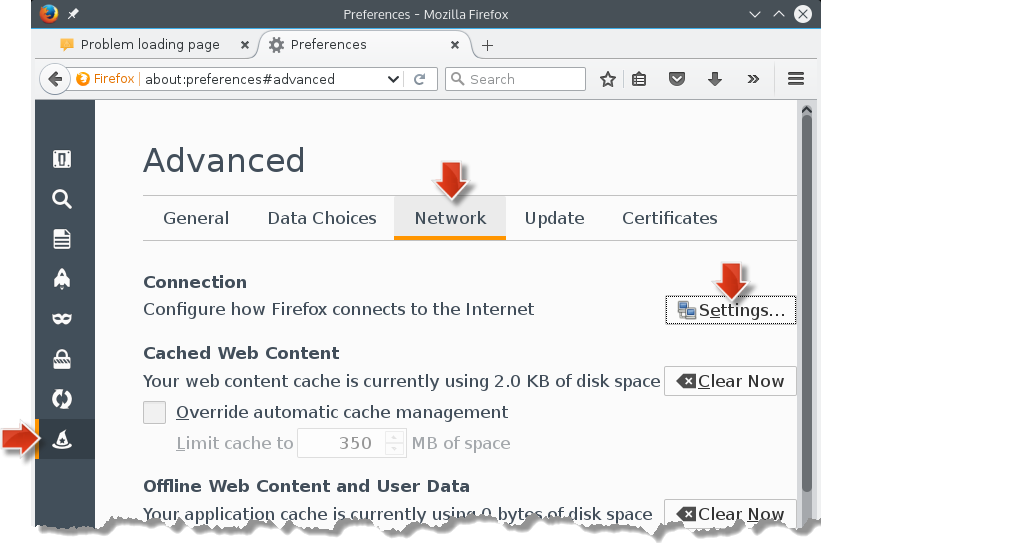 Preferences - Mozilla Firefox
Problem loading page Preferences
Firefox about:preferences#advanced Search
Advanced
General Data Choices Network Update Certificates
Connection
Configure how Firefox connects to the Internet Settings...
Cached Web Content
Your web content cache is currently using 2.0 KB of disk space Clear Now
Override automatic cache management
Limit cache to 350 MB of space
Offline Web Content and User Data
Your application cache is currently using 0 bytes of disk space Clear Now